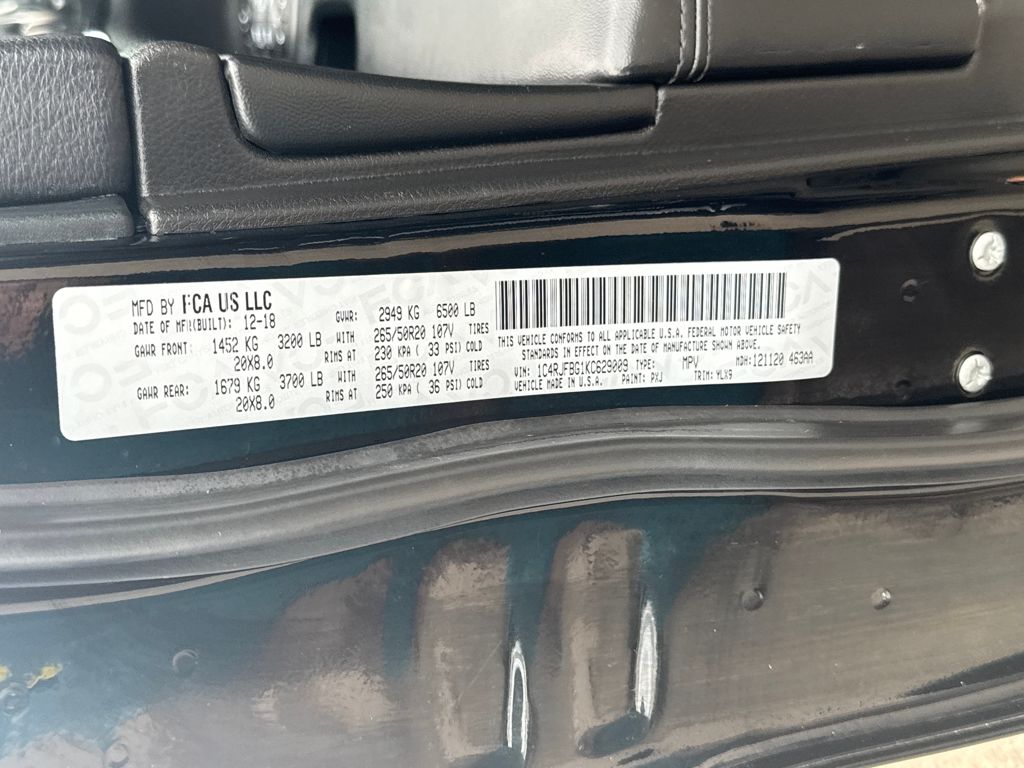 MFD BY FCA US LLC
DATE OF MFR(BUILT): 12-18 GVWR: 2949 KG 6500 LB
GAWR FRONT: 1452 KG 3200 LB WITH 265/50R20 107V TIRES
20X8.0 RIMS AT 230 KPA ( 33 PSI) COLD
GAWR REAR: 1679 KG 3700 LB WITH 265/50R20 107V TIRES
20X8.0 RIMS AT 250 KPA ( 36 PSI) COLD
THIS VEHICLE CONFORMS TO ALL APPLICABLE U.S.A. FEDERAL MOTOR VEHICLE SAFETY
STANDARDS IN EFFECT ON THE DATE OF MANUFACTURE SHOWN ABOVE.
VIN: 1C4RJFBG1KC629009 TYPE: MPV MDH:121120 463AA
VEHICLE MADE IN U.S.A. PAINT: PXJ TRIM: YLX9